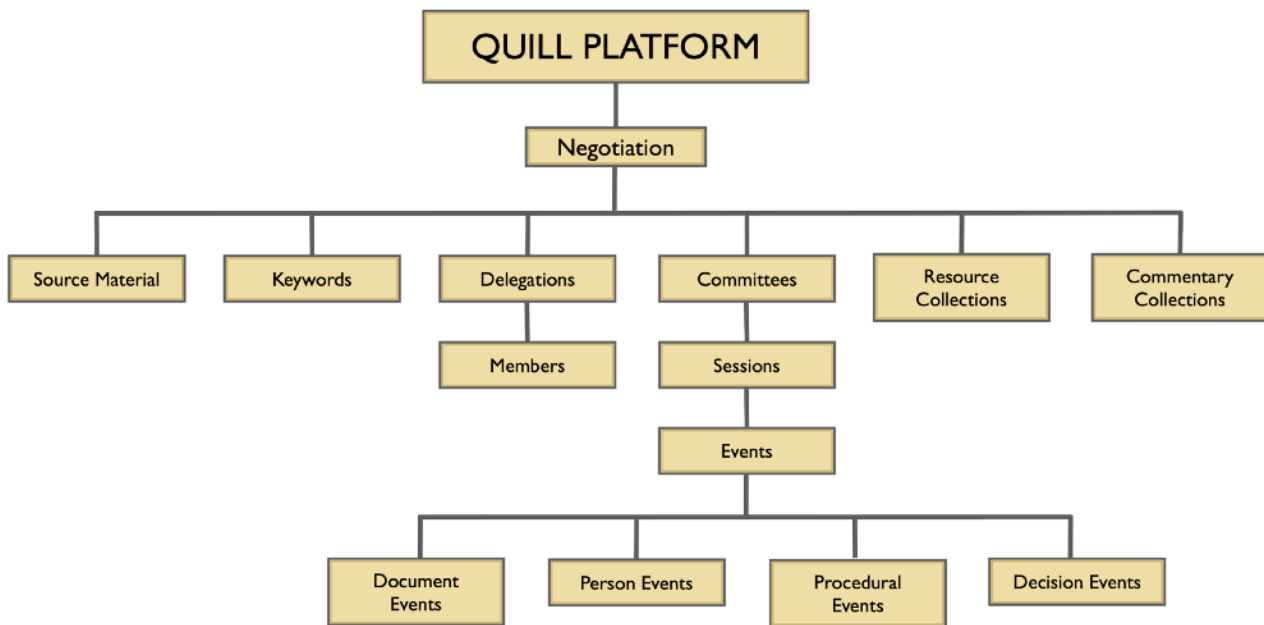 QUILL PLATFORM
Negotiation
Source Material
Keywords
Delegations
Committees
Resource
Collections
Commentary
Collections
Members
Sessions
Events
Document
Events
Person Events
Procedural
Events
Decision Events